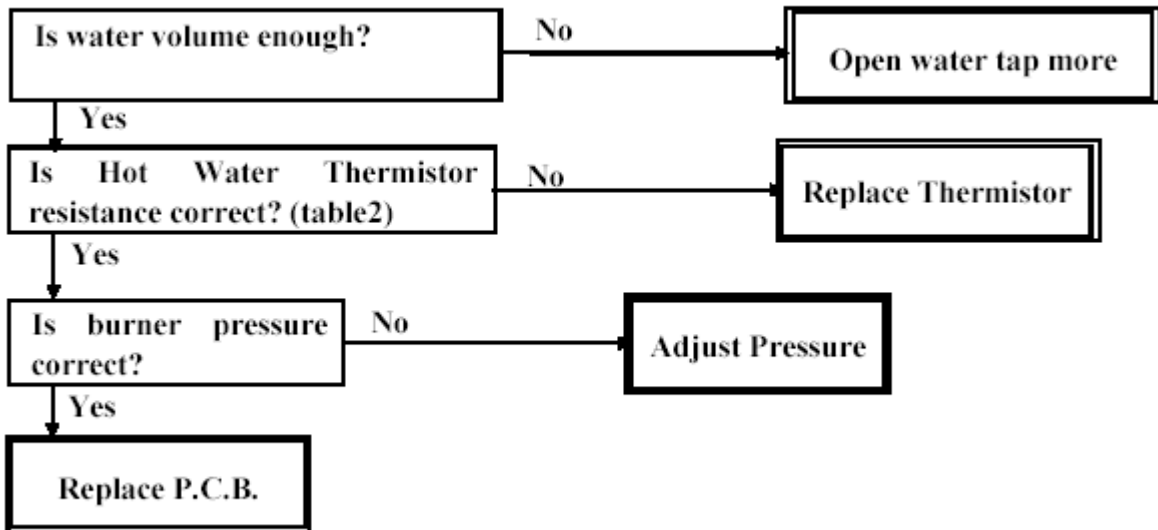 Is water volume enough?
No
Open water tap more
Yes
Is Hot Water Thermistor
resistance correct? (table2)
No
Replace Thermistor
Yes
Is burner pressure
correct?
No
Adjust Pressure
Yes
Replace P.C.B.